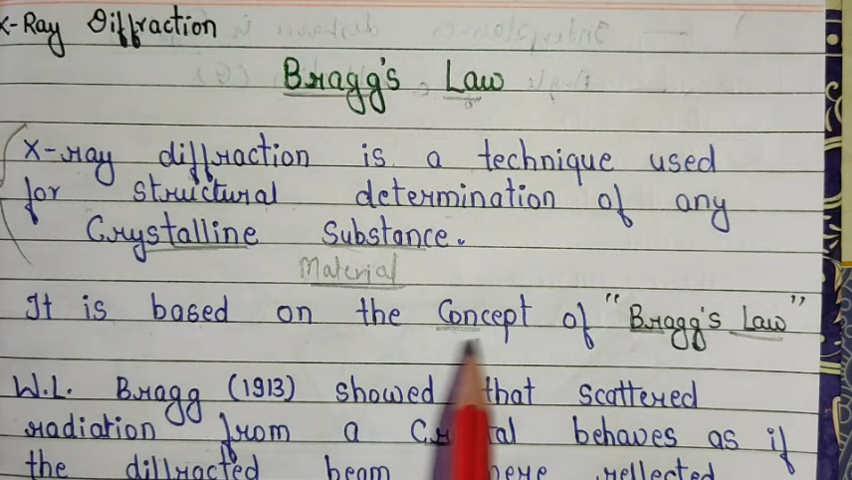 X-Ray Diffraction
Bragg's Law
X-ray diffraction is a technique used
for structural determination of any
Crystalline Substance.
Material
It is based on the Concept of "Bragg's Law"
W.L. Bragg (1913) showed that scattered
radiation from a behaves as if
the diffracted beam reflected